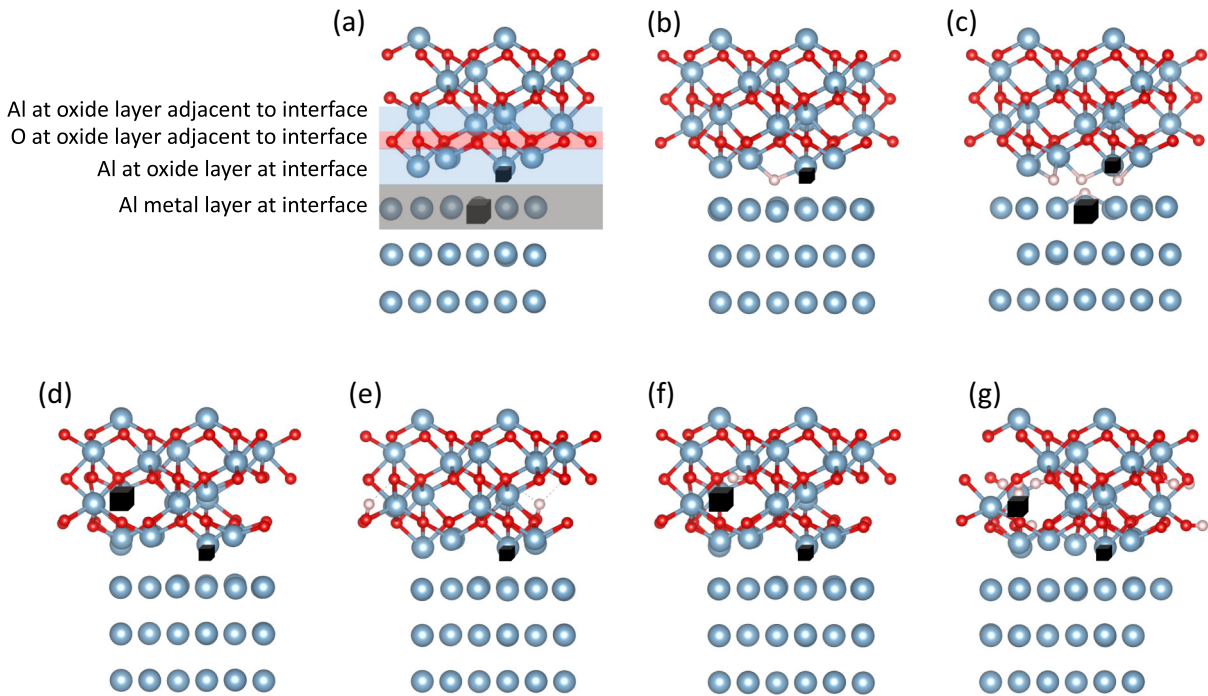 (a)
(b)
(c)
Al at oxide layer adjacent to interface
O at oxide layer adjacent to interface
Al at oxide layer at interface
Al metal layer at interface
(d)
(e)
(f)
(g)